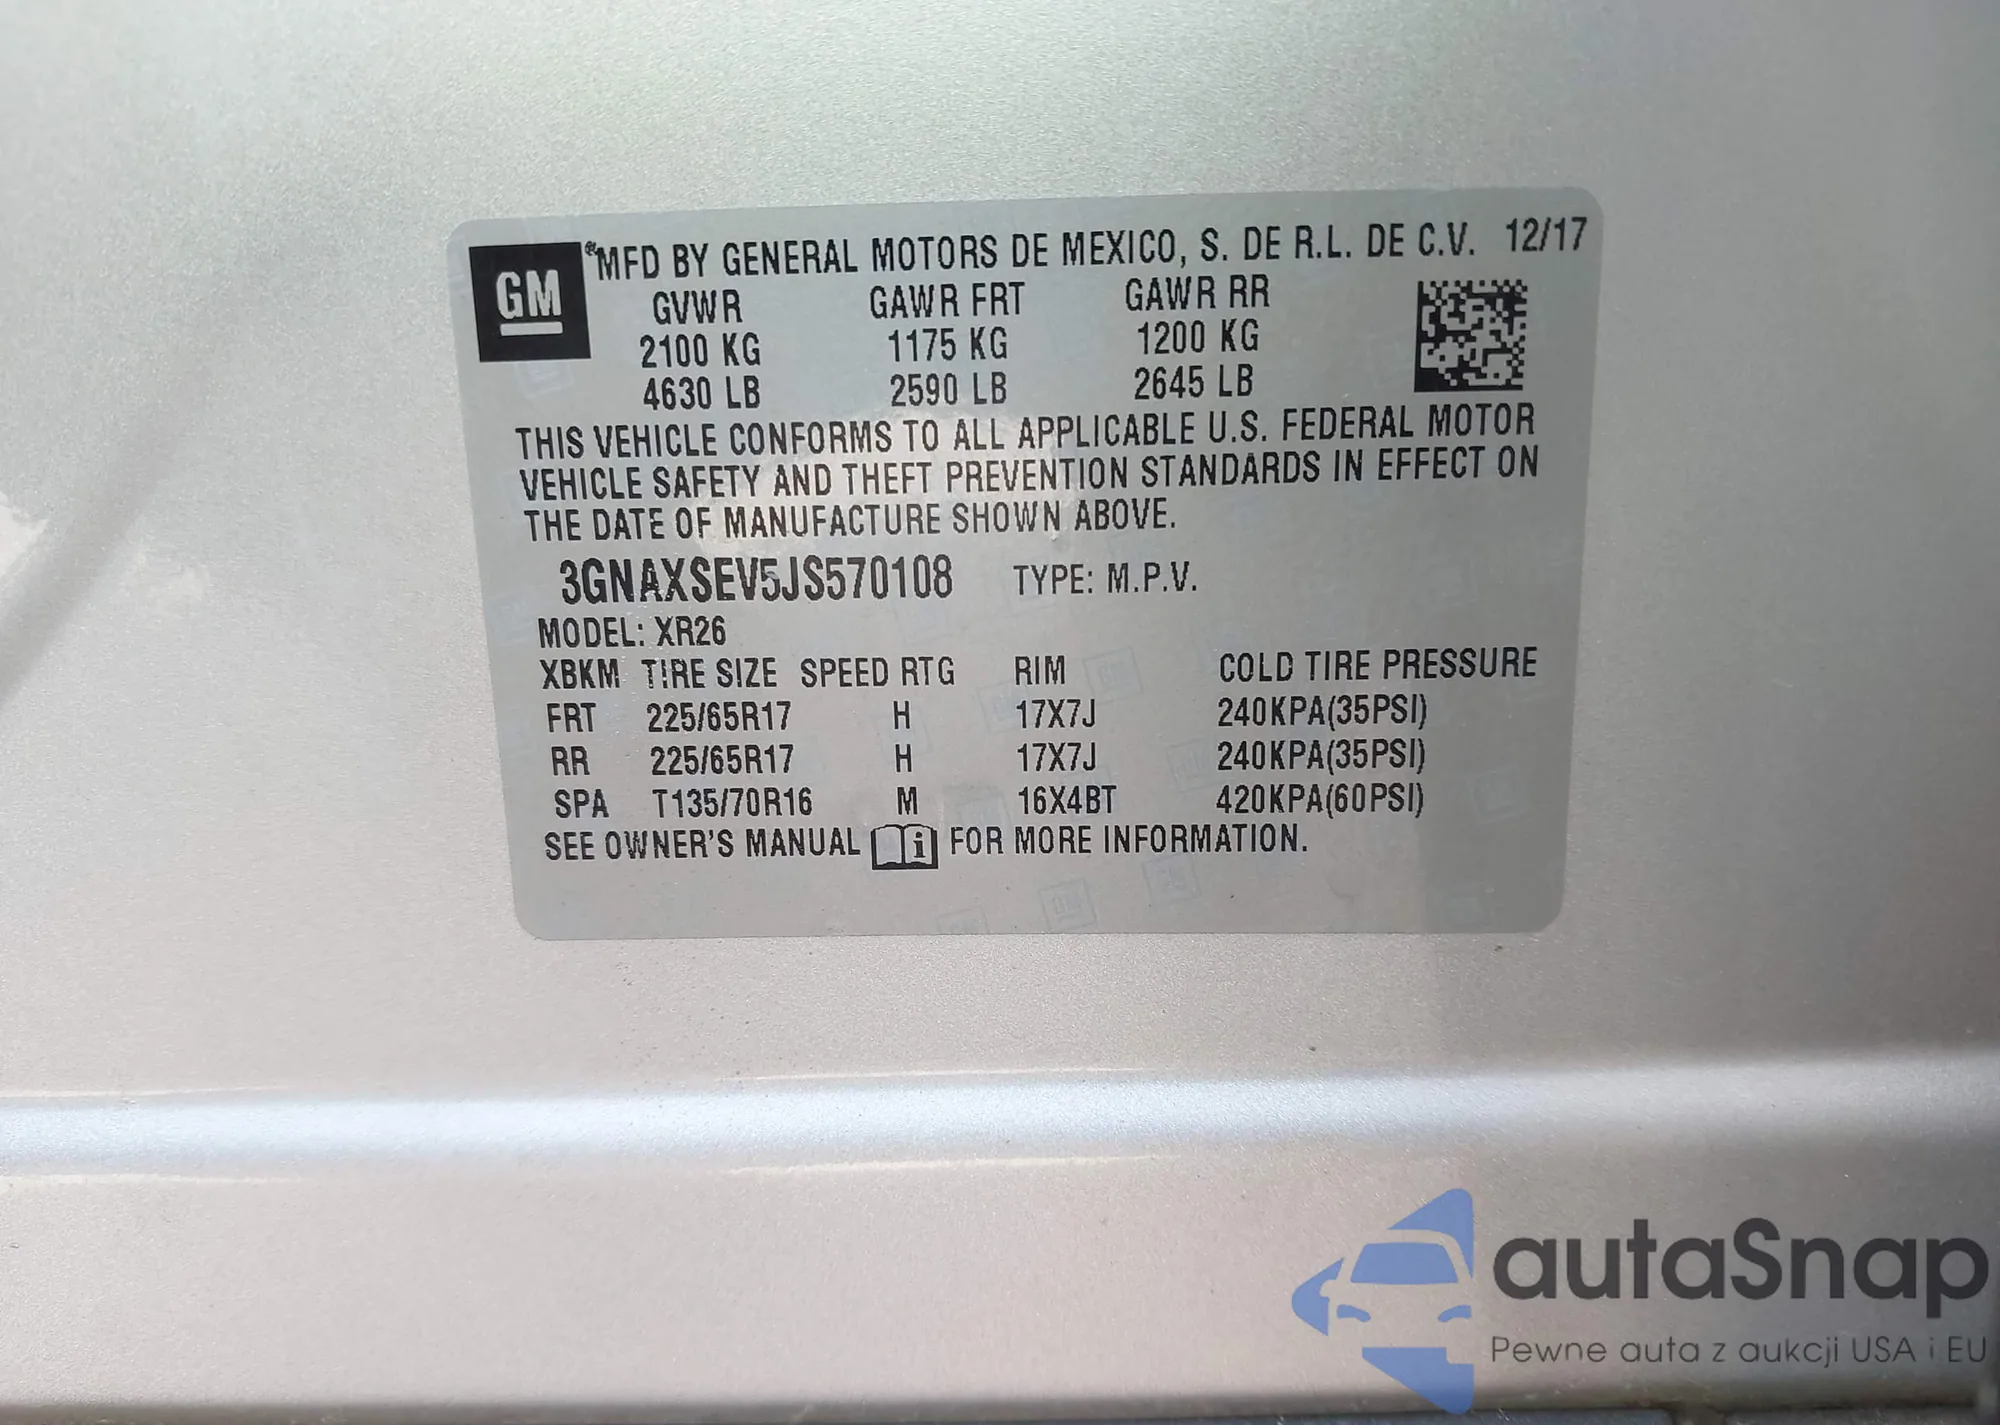 GM ®MFD BY GENERAL MOTORS DE MEXICO, S. DE R.L. DE C.V. 12/17
GVWR GAWR FRT GAWR RR
2100 KG 1175 KG 1200 KG
4630 LB 2590 LB 2645 LB
THIS VEHICLE CONFORMS TO ALL APPLICABLE U.S. FEDERAL MOTOR
VEHICLE SAFETY AND THEFT PREVENTION STANDARDS IN EFFECT ON
THE DATE OF MANUFACTURE SHOWN ABOVE.
3GNAXSEV5JS570108 TYPE: M.P.V.
MODEL: XR26
XBKM TIRE SIZE SPEED RTG RIM COLD TIRE PRESSURE
FRT 225/65R17 H 17X7J 240KPA(35PSI)
RR 225/65R17 H 17X7J 240KPA(35PSI)
SPA T135/70R16 M 16X4BT 420KPA(60PSI)
SEE OWNER'S MANUAL i FOR MORE INFORMATION.
autaSnap
Pewne auta z aukcji USA i EU